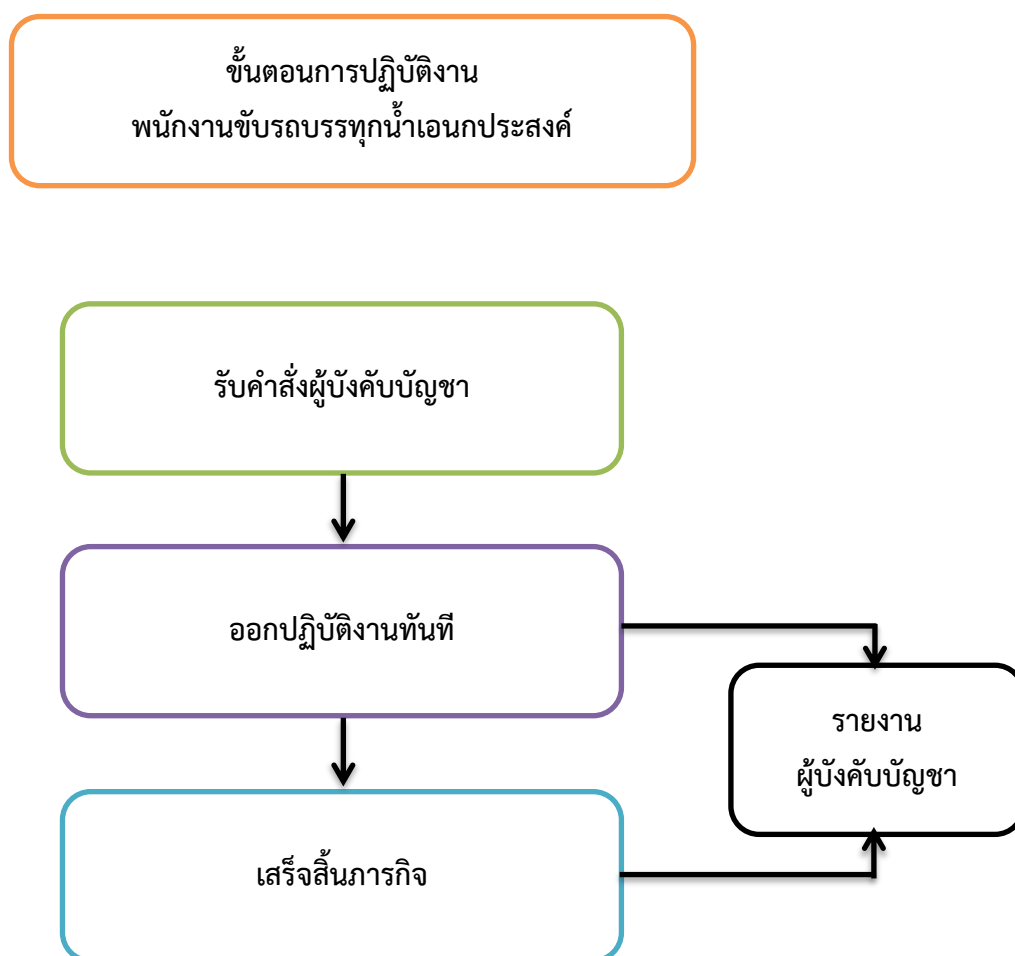 ขั้นตอนการปฏิบัติงาน
พนักงานขับรถบรรทุกน้ำเอนกประสงค์
รับคำสั่งผู้บังคับบัญชา
ออกปฏิบัติงานทันที
รายงาน
ผู้บังคับบัญชา
เสร็จสิ้นภารกิจ